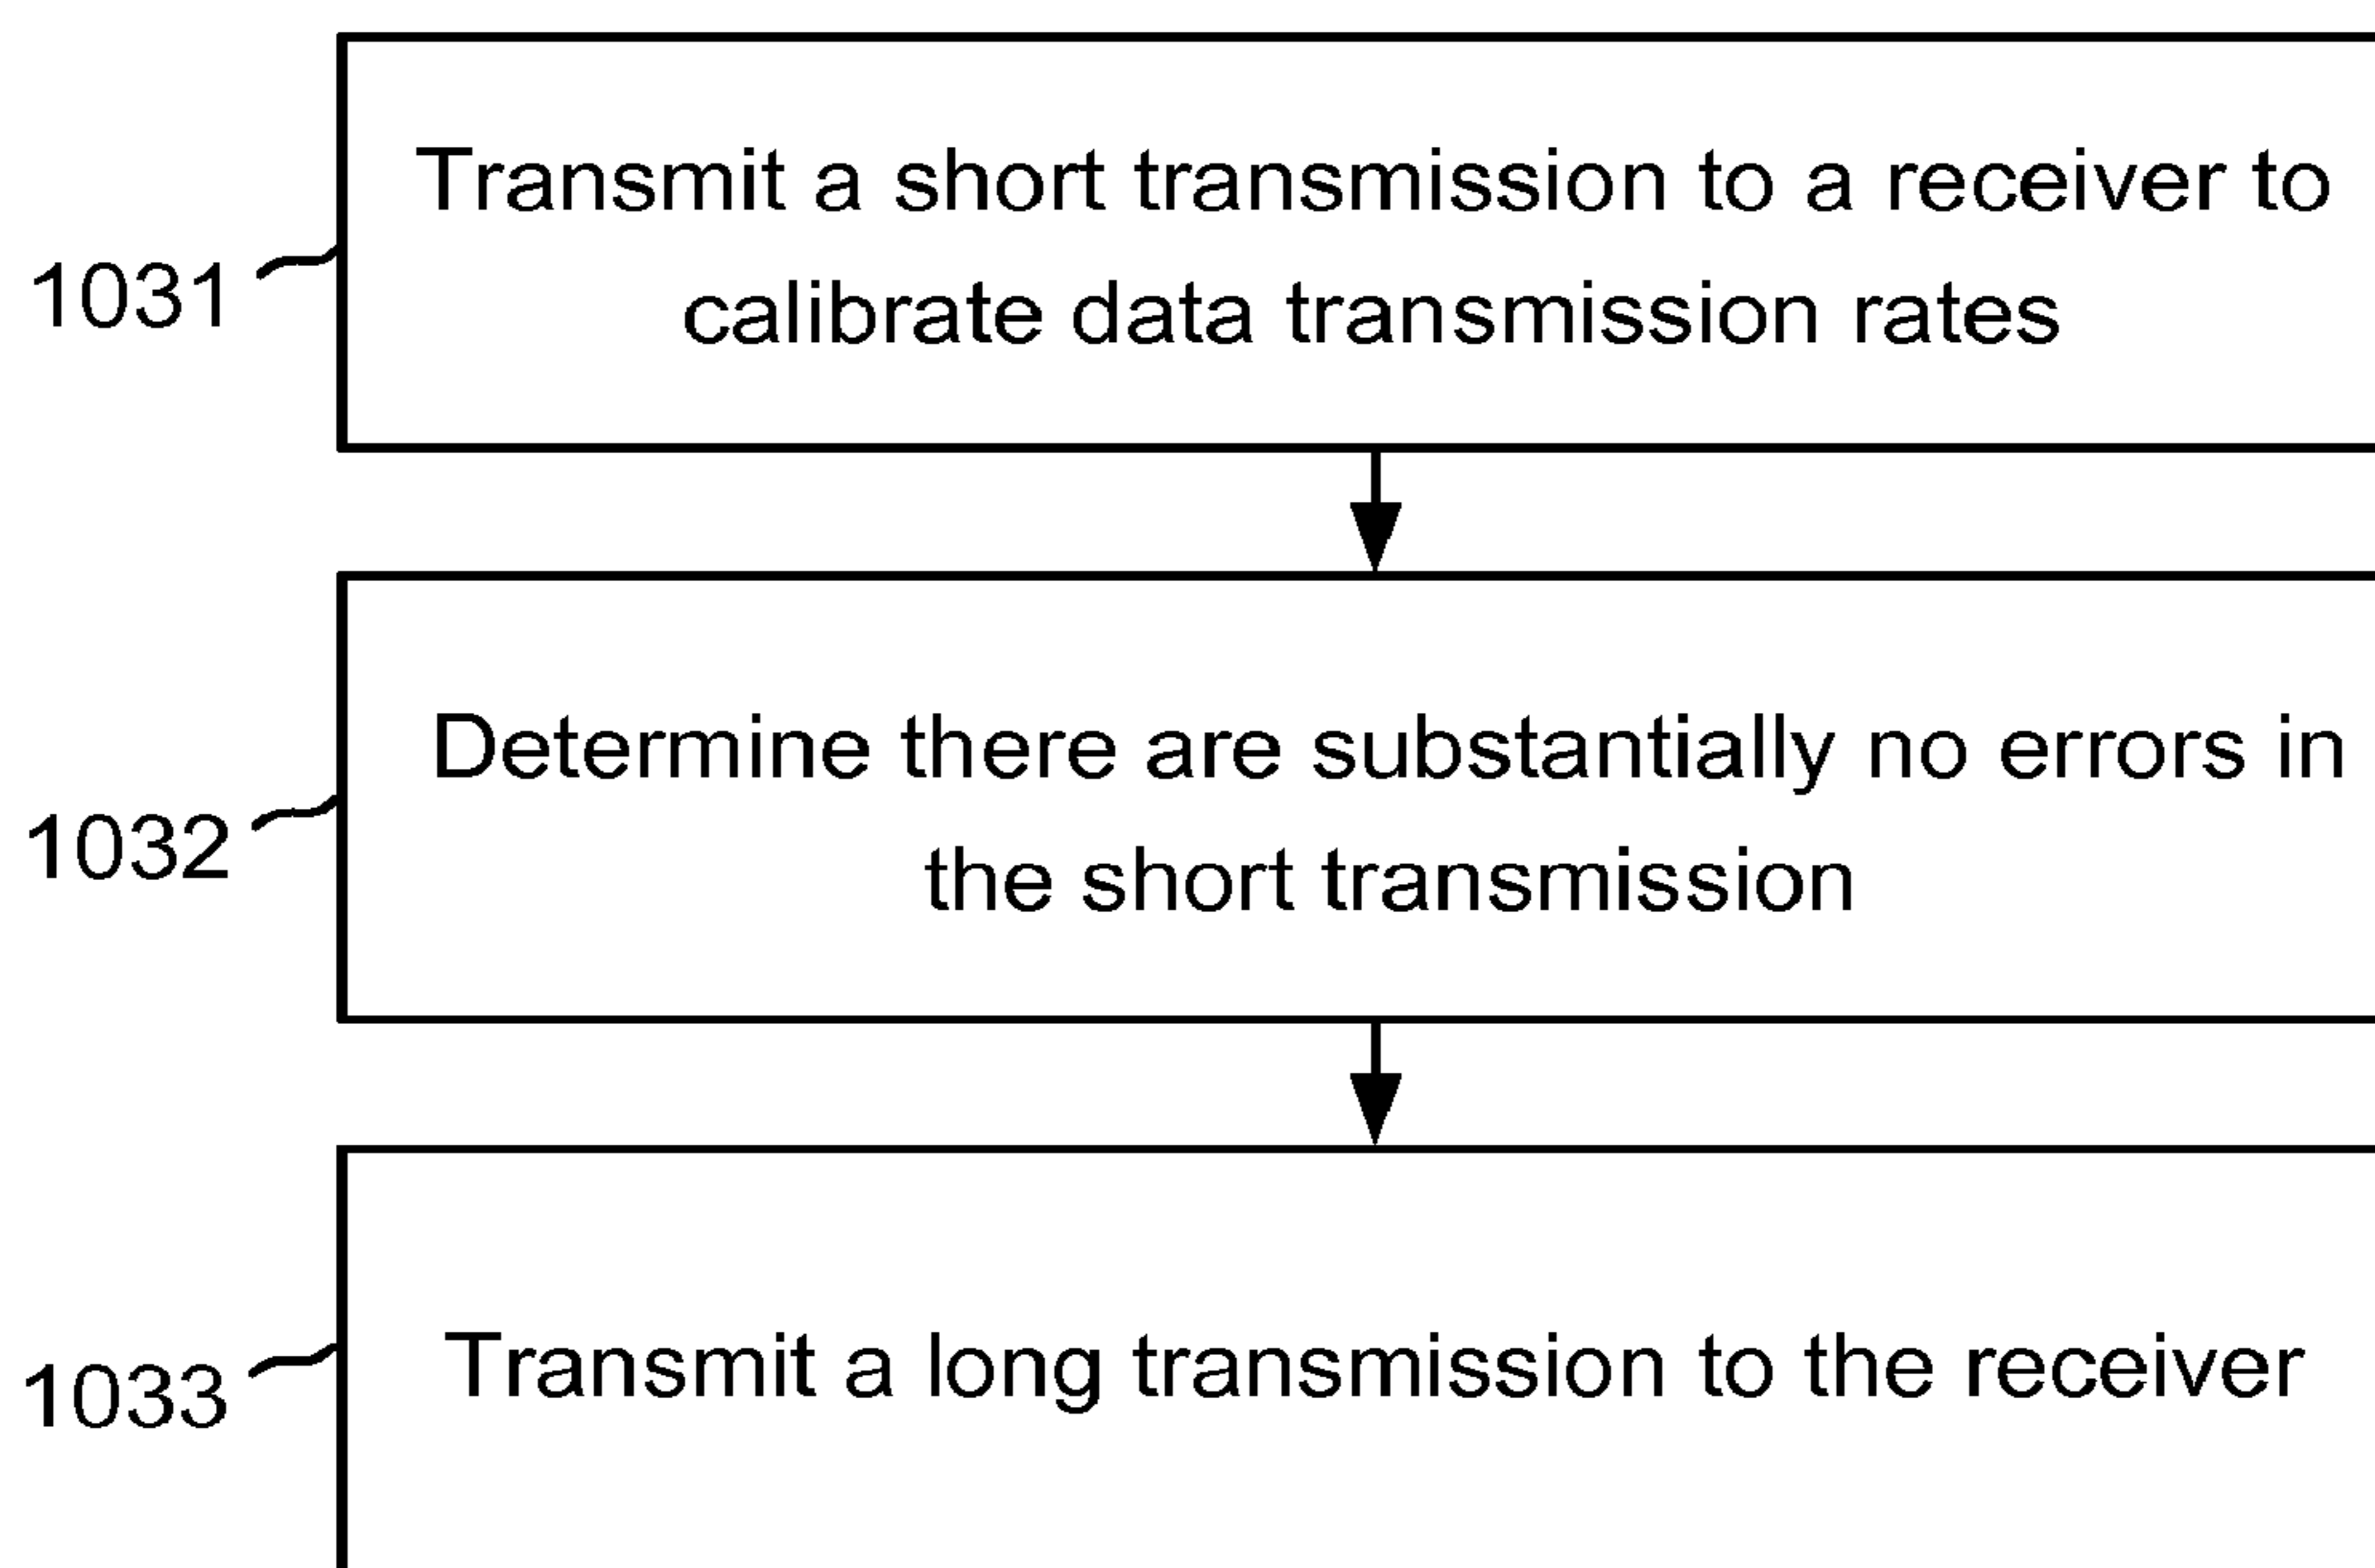 Transmit a short transmission to a receiver to
calibrate data transmission rates
1031
Determine there are substantially no errors in
the short transmission
1032
Transmit a long transmission to the receiver
1033